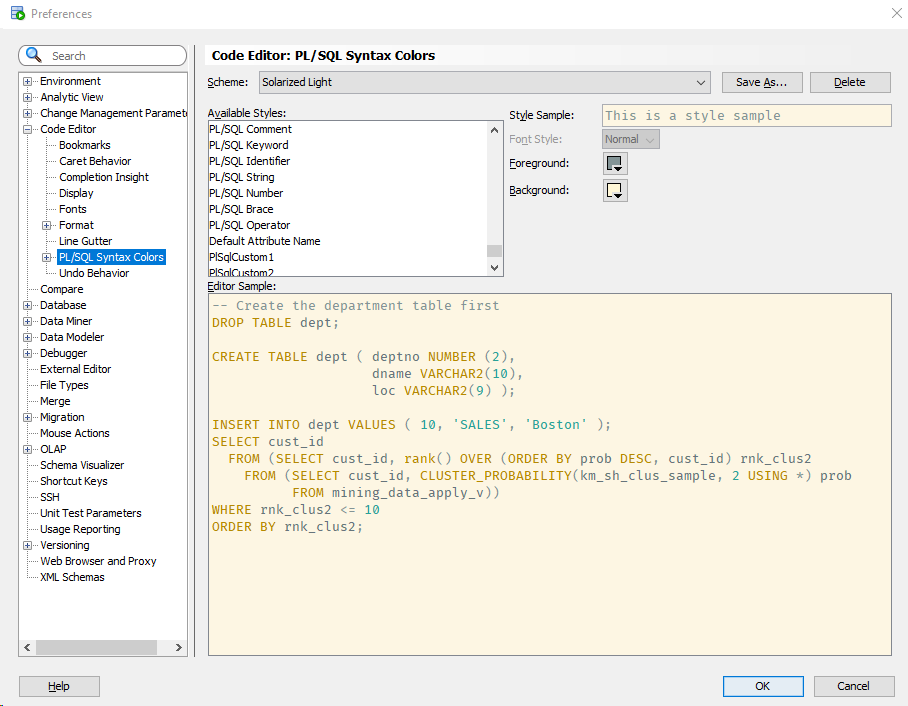 Preferences
Search
Environment
Analytic View
Change Management Paramet
Code Editor
Bookmarks
Caret Behavior
Completion Insight
Display
Fonts
Format
Line Gutter
PL/SQL Syntax Colors
Undo Behavior
Compare
Database
Data Miner
Data Modeler
Debugger
External Editor
File Types
Merge
Migration
Mouse Actions
OLAP
Schema Visualizer
Shortcut Keys
SSH
Unit Test Parameters
Usage Reporting
Versioning
Web Browser and Proxy
XML Schemas
Code Editor: PL/SQL Syntax Colors
Scheme: Solarized Light Save As... Delete
Available Styles:
PL/SQL Comment
PL/SQL Keyword
PL/SQL Identifier
PL/SQL String
PL/SQL Number
PL/SQL Brace
PL/SQL Operator
Default Attribute Name
PlSqlCustom1
PlSqlCustom2
Style Sample: This is a style sample
Font Style: Normal
Foreground:
Background:
Editor Sample:
-- Create the department table first
DROP TABLE dept;
CREATE TABLE dept ( deptno NUMBER (2),
dname VARCHAR2(10),
loc VARCHAR2(9) );
INSERT INTO dept VALUES ( 10, 'SALES', 'Boston' );
SELECT cust_id
FROM (SELECT cust_id, rank() OVER (ORDER BY prob DESC, cust_id) rnk_clus2
FROM (SELECT cust_id, CLUSTER_PROBABILITY(km_sh_clus_sample, 2 USING *) prob
FROM mining_data_apply_v))
WHERE rnk_clus2 <= 10
ORDER BY rnk_clus2;
Help OK Cancel